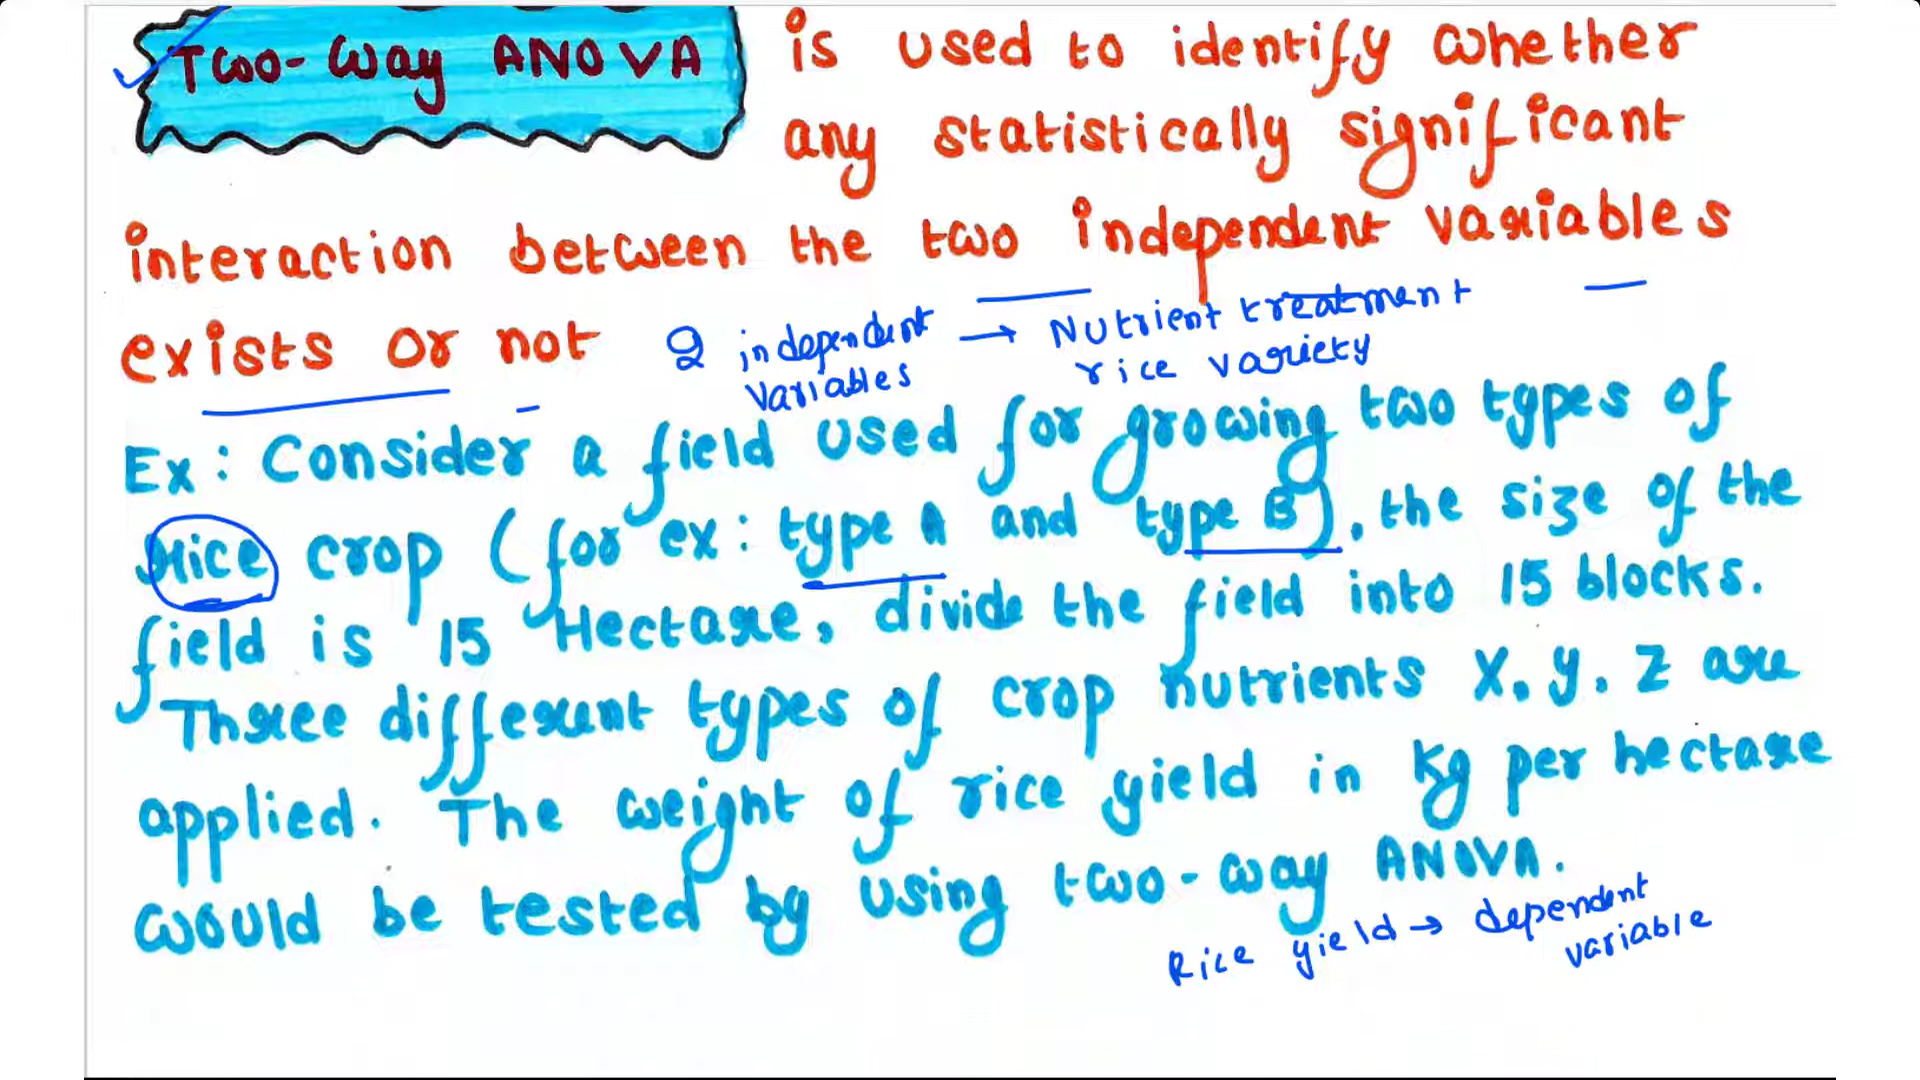 Two-Way ANOVA is used to identify whether
any statistically significant
interaction between the two independent variables
exists or not
2 independent variables → Nutrient treatment
rice variety
Ex: Consider a field used for growing two types of
Rice crop (for ex: type A and type B), the size of the
field is 15 Hectare, divide the field into 15 blocks.
Three different types of crop nutrients X, Y, Z are
applied. The weight of rice yield in kg per hectare
would be tested by using two-way ANOVA.
Rice yield → dependent
variable